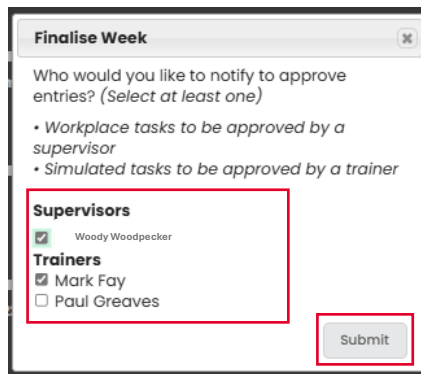 Finalise Week
Who would you like to notify to approve
entries? (Select at least one)
• Workplace tasks to be approved by a
supervisor
• Simulated tasks to be approved by a trainer
Supervisors
Woody Woodpecker
Trainers
Mark Fay
Paul Greaves
Submit